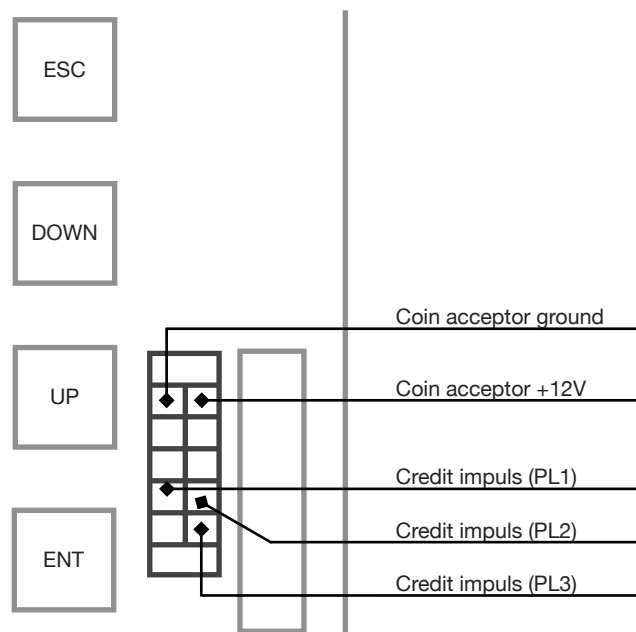 ESC
DOWN
Coin acceptor ground
UP
Coin acceptor +12V
Credit impuls (PL1)
Credit impuls (PL2)
ENT
Credit impuls (PL3)